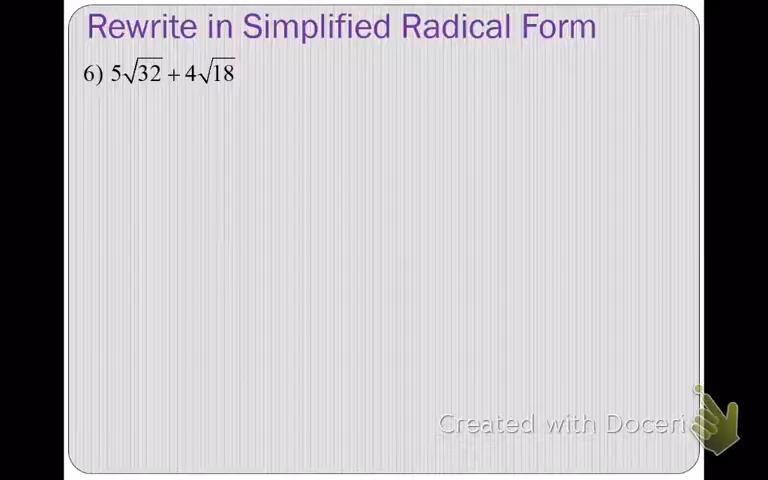 Rewrite in Simplified Radical Form
6) 5√32 + 4√18
Created with Doceri